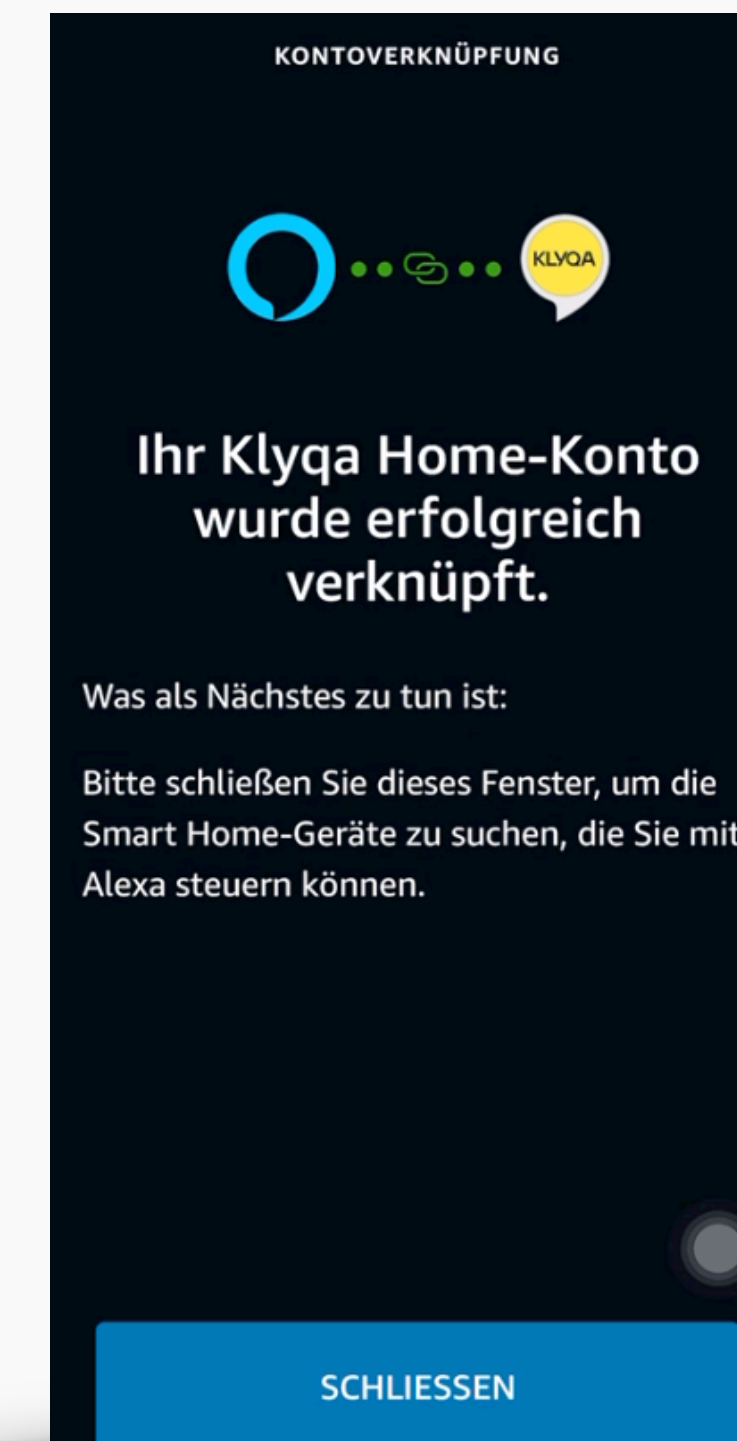 KONTOVERKNÜPFUNG
KLYQA
Ihr Klyqa Home-Konto
wurde erfolgreich
verknüpft.
Was als Nächstes zu tun ist:
Bitte schließen Sie dieses Fenster, um die
Smart Home-Geräte zu suchen, die Sie mit
Alexa steuern können.
SCHLIESSEN